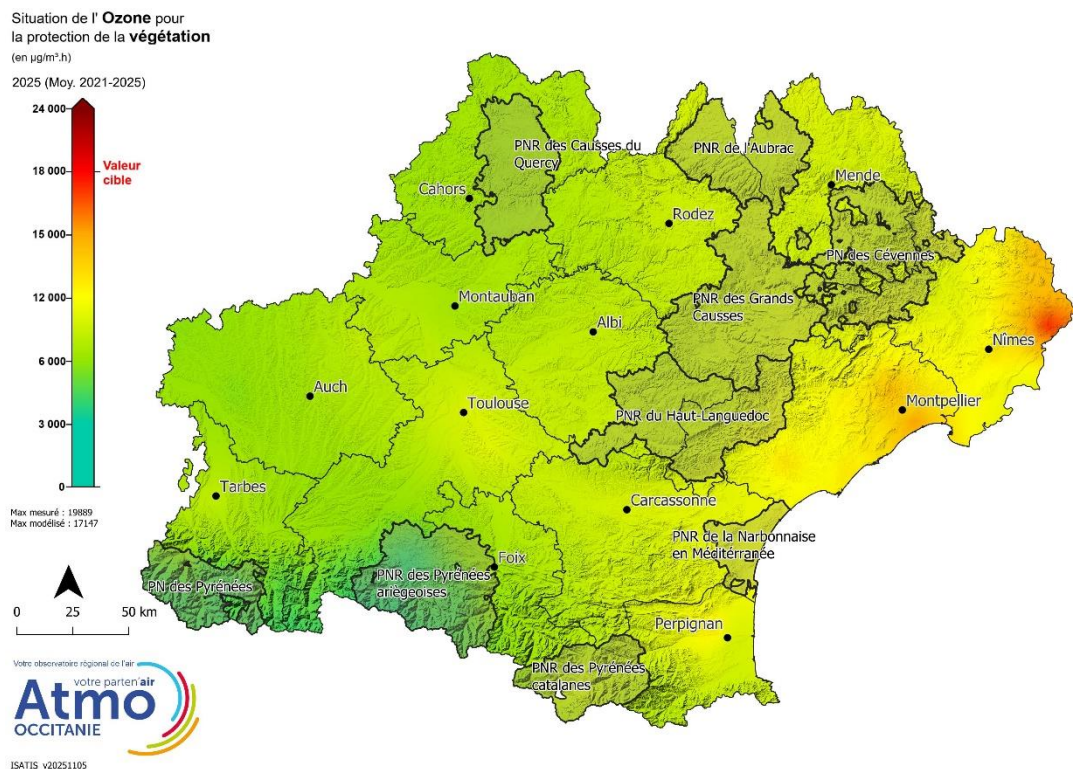 Situation de l' Ozone pour
la protection de la végétation
(en µg/m³.h)
2025 (Moy. 2021-2025)
24 000
18 000
Valeur
cible
15 000
12 000
6 000
3 000
0
Max mesuré : 19889
Max modélisé : 17147
0 25 50 km
Votre observatoire régional de l'air
votre parten'air
Atmo
OCCITANIE
ISATIS_v20251105
PNR des Causses du
Quercy
PNR de l'Aubrac
Mende
Cahors
Rodez
PN des Cévennes
Montauban
PNR des Grands
Causses
Albi
Nîmes
Auch
Toulouse
Montpellier
PNR du Haut-Languedoc
Tarbes
Carcassonne
PNR de la Narbonnaise
en Méditérranée
Foix
PN des Pyrénées
PNR des Pyrénées
ariégeoises
Perpignan
PNR des Pyrénées
catalanes